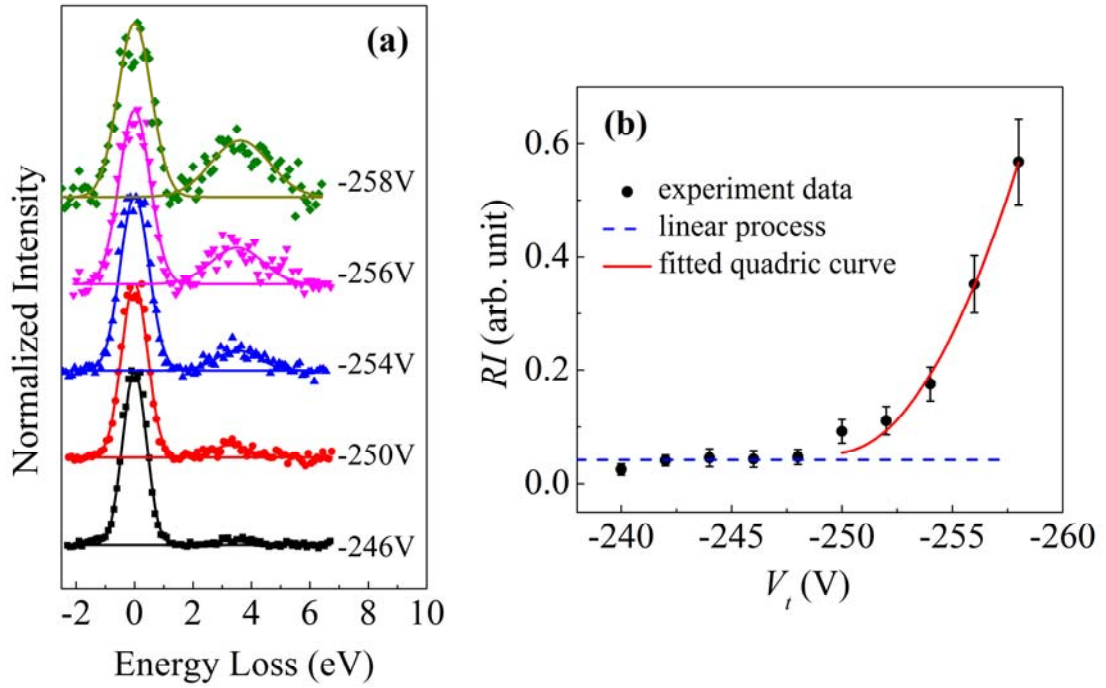 (a)
-258V
-256V
-254V
-250V
-246V
Normalized Intensity
-2 0 2 4 6 8 10
Energy Loss (eV)
(b)
experiment data
linear process
fitted quadric curve
0.6
0.4
0.2
0.0
RI (arb. unit)
-240 -245 -250 -255 -260
Vt (V)